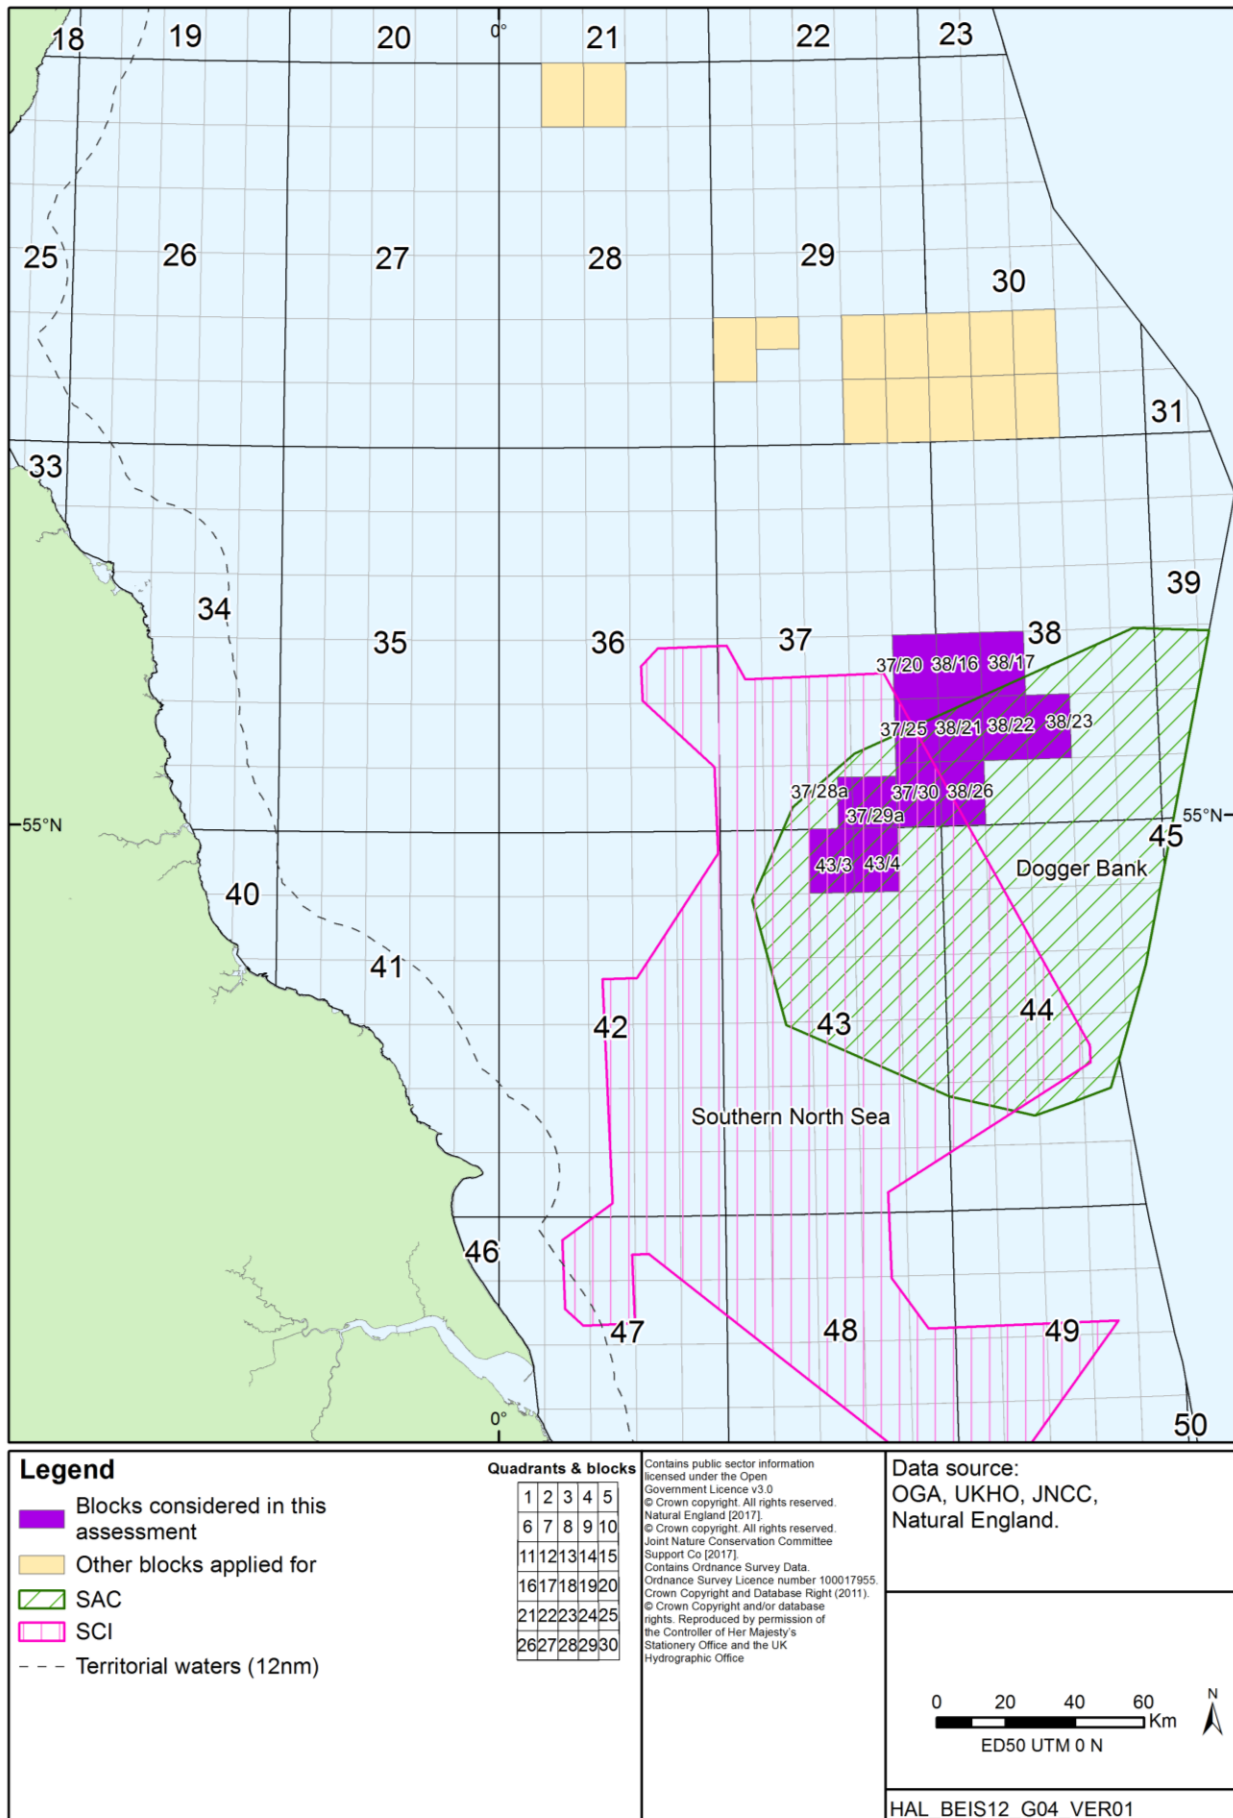 0°
18 19 20 21 22 23
25 26 27 28 29
30
31
33
39
34 35 36 37 38
37/20 38/16 38/17
37/25 38/21 38/22 38/23
37/28a 37/30 38/26
37/29a
55°N 55°N
45
43/3 43/4
Dogger Bank
40
41
42 43 44
Southern North Sea
46
47 48 49
0°
50
Legend
Blocks considered in this
assessment
Other blocks applied for
SAC
SCI
Territorial waters (12nm)
Quadrants & blocks
1 2 3 4 5
6 7 8 9 10
11 12 13 14 15
16 17 18 19 20
21 22 23 24 25
26 27 28 29 30
Contains public sector information
licensed under the Open
Government Licence v3.0
© Crown copyright. All rights reserved.
Natural England [2017].
© Crown copyright. All rights reserved.
Joint Nature Conservation Committee
Support Co [2017].
Contains Ordnance Survey Data.
Ordnance Survey Licence number 100017955.
Crown Copyright and Database Right (2011).
© Crown Copyright and/or database
rights. Reproduced by permission of
the Controller of Her Majesty's
Stationery Office and the UK
Hydrographic Office
Data source:
OGA, UKHO, JNCC,
Natural England.
0 20 40 60
Km
N
ED50 UTM 0 N
HAL_BEIS12_G04_VER01